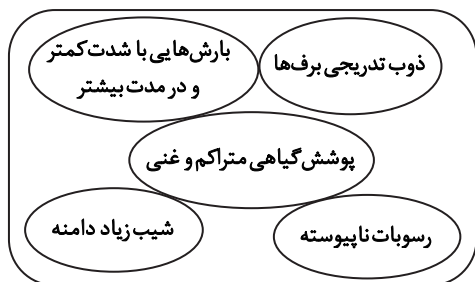 ذوب تدریجی برف‌ها
بارش‌هایی با شدت کمتر
و در مدت بیشتر
پوشش گیاهی متراکم و غنی
رسوبات ناپیوسته
شیب زیاد دامنه